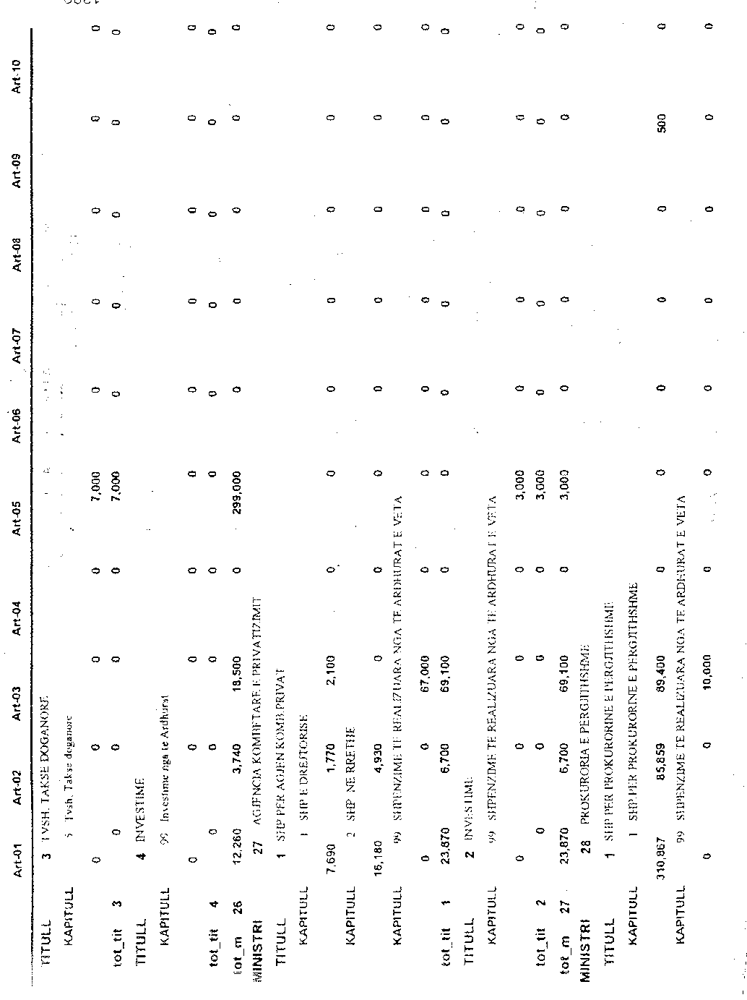 Art-01 Art-02 Art-03 Art-04 Art-05 Art-06 Art-07 Art-08 Art-09 Art-10
TITULL 3 TVSH, TAKSE DOGANORE
KAPITULL 5 Tvsh, Takse doganore
0 0 0 0 7,000 0 0 0 0 0
tot_tit 3 0 0 0 0 7,000 0 0 0 0 0
TITULL 4 INVESTIME
KAPITULL 99 Investime nga te Ardhurat
0 0 0 0 0 0 0 0 0 0
tot_tit 4 0 0 0 0 0 0 0 0 0 0
tot_m 26 12,260 3,740 18,500 0 299,000 0 0 0 0 0
MINISTRI 27 AGJENCIA KOMBETARE E PRIVATIZIMIT
TITULL 1 SHP PER AGJEN KOMB.PRIVAT
KAPITULL 1 SHP E DREJTORISE
7,690 1,770 2,100 0 0 0 0 0 0 0
KAPITULL 2 SHP NE RRETHE
16,180 4,930 0 0 0 0 0 0 0 0
KAPITULL 99 SHPENZIME TE REALIZUARA NGA TE ARDHURAT E VETA
0 0 67,000 0 0 0 0 0 0 0
tot_tit 1 23,870 6,700 69,100 0 0 0 0 0 0 0
TITULL 2 INVESTIME
KAPITULL 99 SHPENZIME TE REALIZUARA NGA TE ARDHURAT E VETA
0 0 0 0 3,000 0 0 0 0 0
tot_tit 2 0 0 0 0 3,000 0 0 0 0 0
tot_m 27 23,870 6,700 69,100 0 3,000 0 0 0 0 0
MINISTRI 28 PROKURORIA E PERGJITHSHME
TITULL 1 SHP PER PROKURORINE E PERGJITHSHME
KAPITULL 1 SHP PER PROKURORINE E PERGJITHSHME
310,867 85,859 89,400 0 0 0 0 0 500 0
KAPITULL 99 SHPENZIME TE REALIZUARA NGA TE ARDHURAT E VETA
0 0 10,000 0 0 0 0 0 0 0